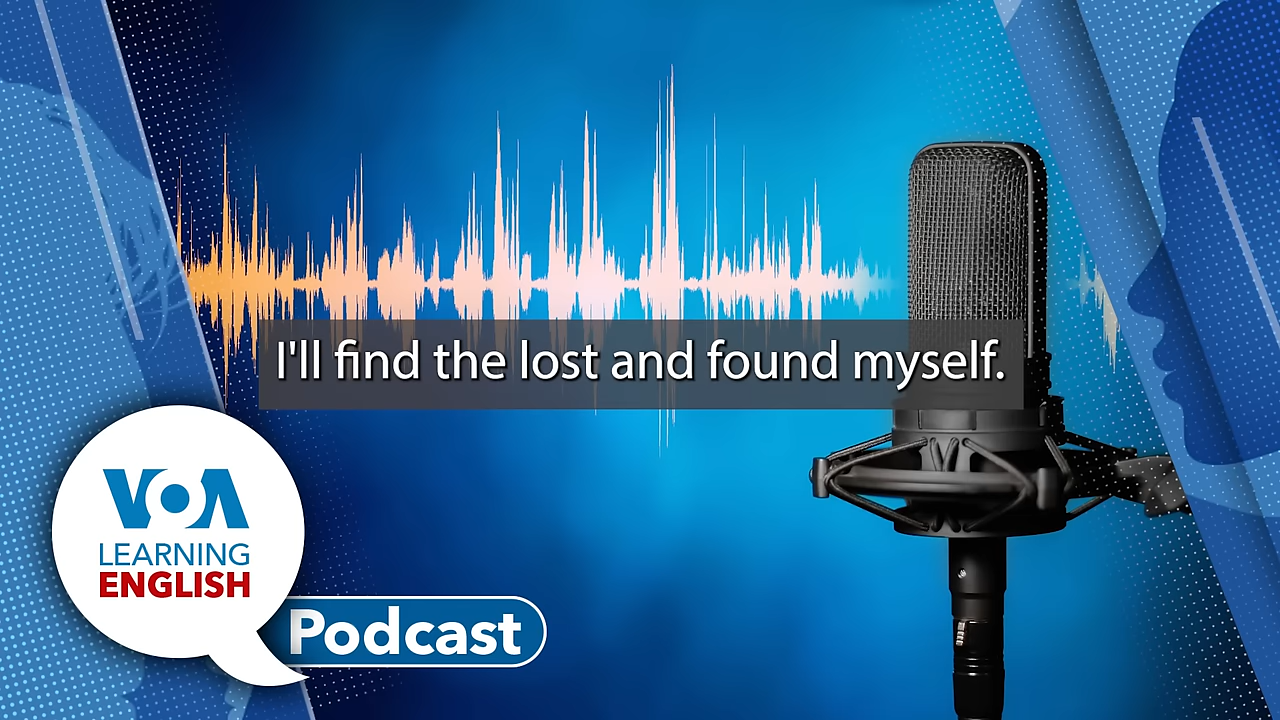 I'll find the lost and found myself.
VOA
LEARNING
ENGLISH
Podcast